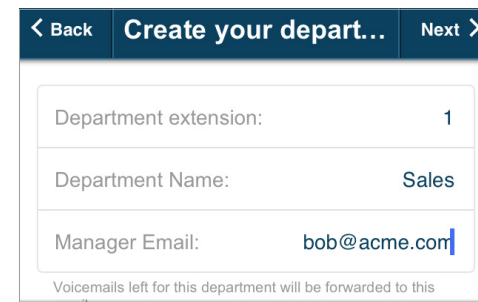 Back Create your depart... Next
Department extension: 1
Department Name: Sales
Manager Email: bob@acme.com
Voicemails left for this department will be forwarded to this